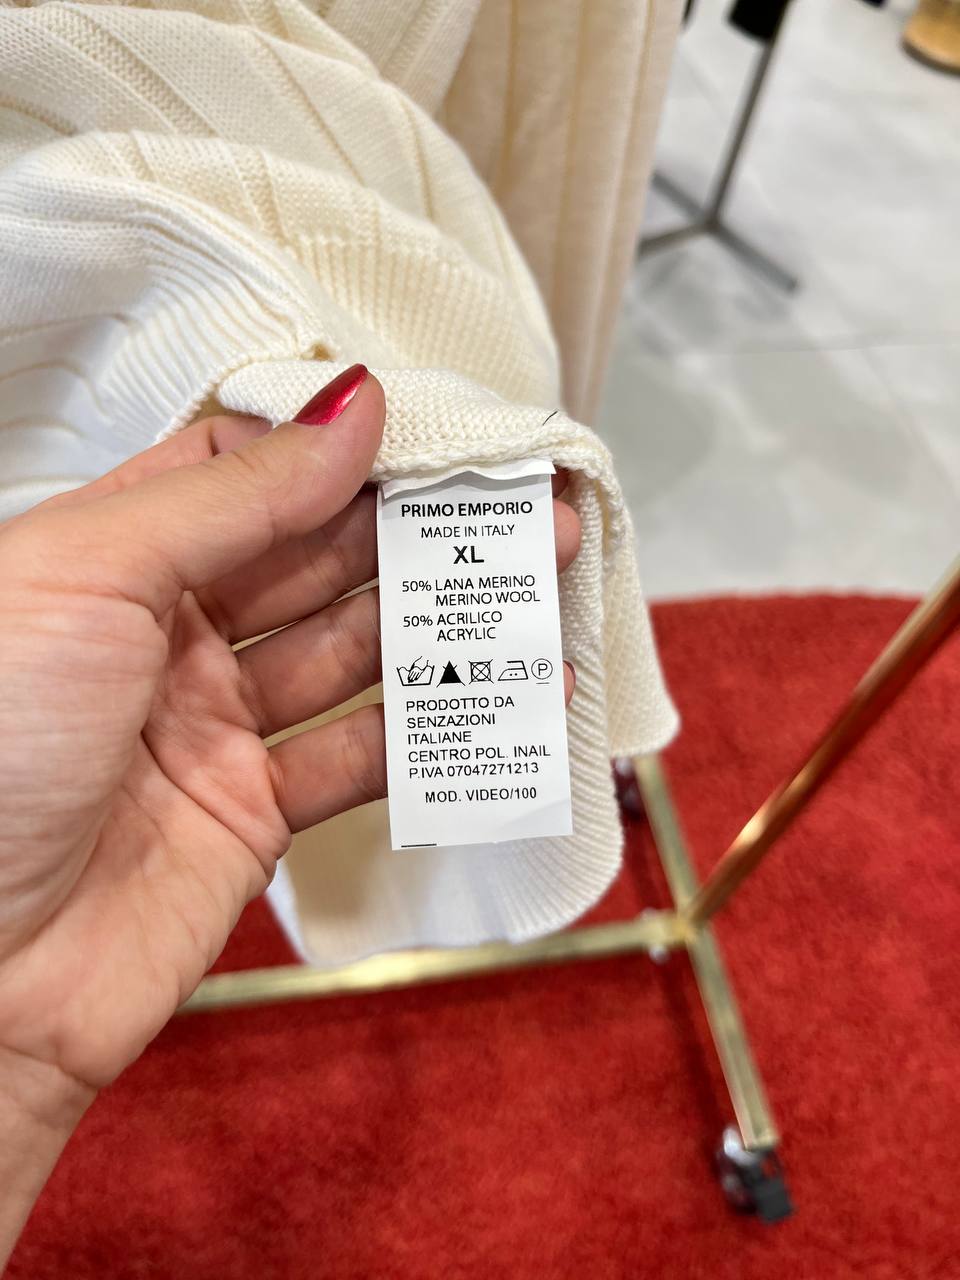 PRIMO EMPORIO
MADE IN ITALY
XL
50% LANA MERINO
MERINO WOOL
50% ACRILICO
ACRYLIC
P
PRODOTTO DA
SENZAZIONI
ITALIANE
CENTRO POL. INAIL
P.IVA 07047271213
MOD. VIDEO/100